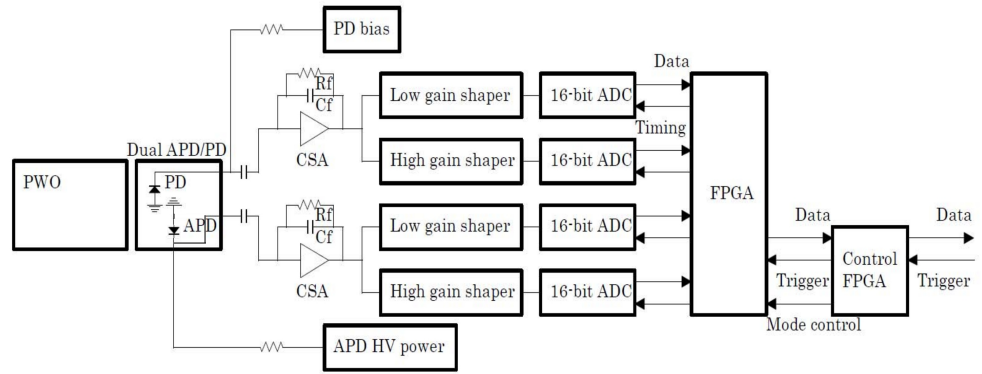 PD bias
Data
Rf
Cf
Low gain shaper
16-bit ADC
Timing
CSA
Dual APD/PD
High gain shaper
16-bit ADC
PWO
PD
FPGA
APD
Rf
Cf
Low gain shaper
16-bit ADC
Data
Data
CSA
High gain shaper
16-bit ADC
Control
FPGA
Trigger
Trigger
Mode control
APD HV power